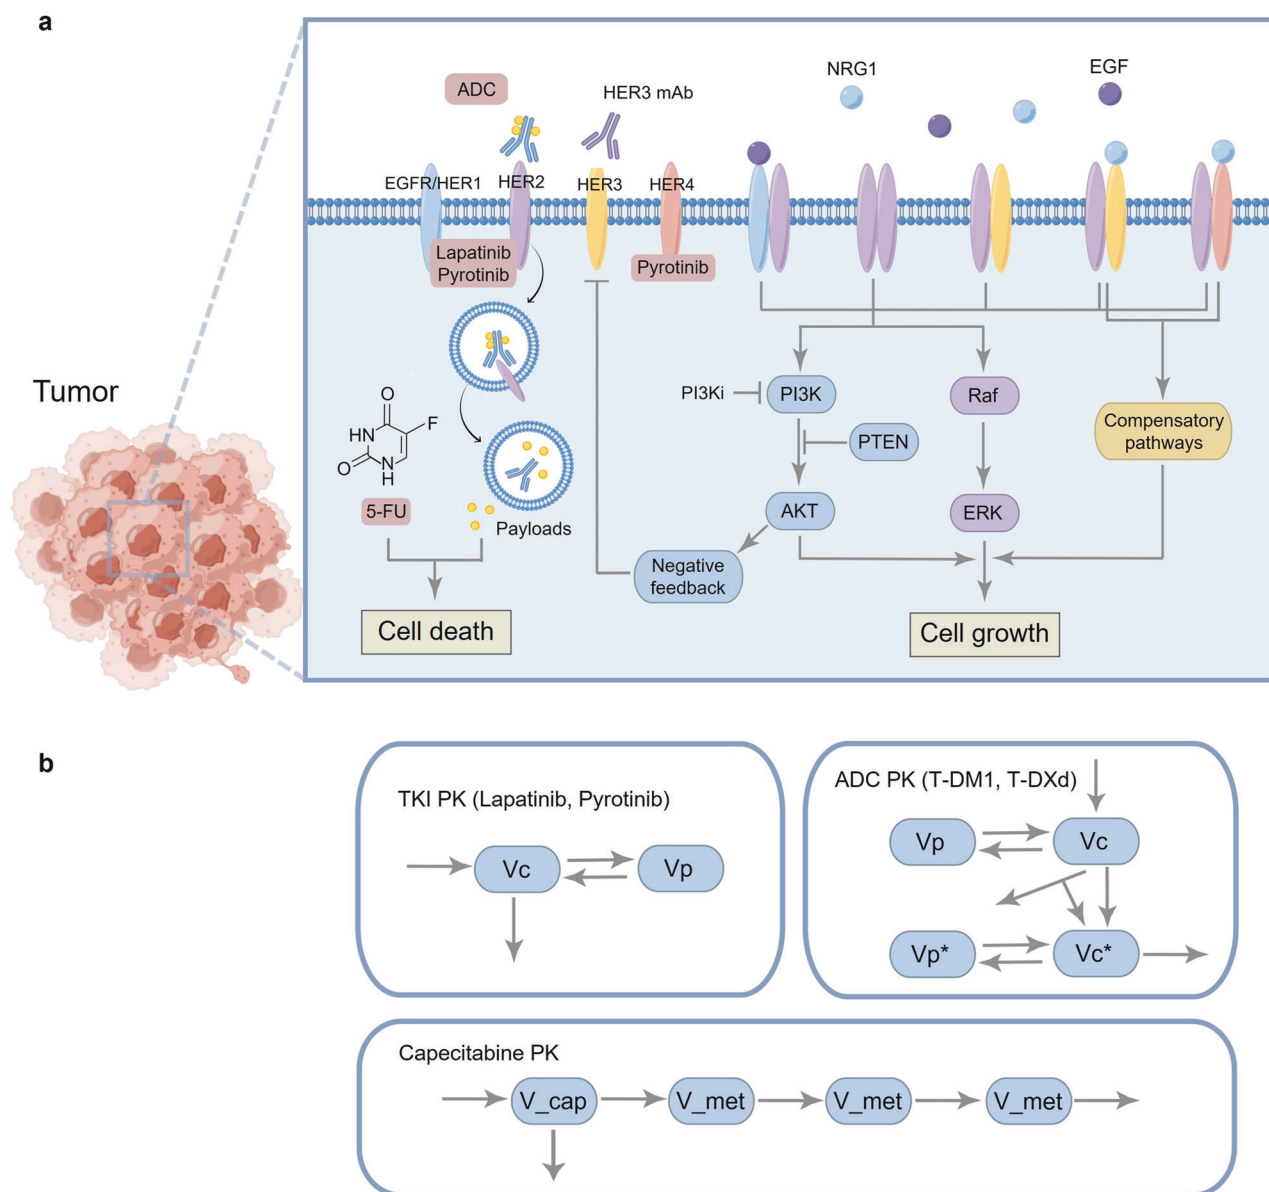 a
NRG1
EGF
ADC
HER3 mAb
EGFR/HER1
HER2
HER3
HER4
Lapatinib
Pyrotinib
Pyrotinib
Tumor
PI3Ki
PI3K
Raf
PTEN
Compensatory
pathways
O
F
HN
O
N
H
5-FU
Payloads
AKT
ERK
Negative
feedback
Cell death
Cell growth
b
TKI PK (Lapatinib, Pyrotinib)
Vc
Vp
ADC PK (T-DM1, T-DXd)
Vp
Vc
Vp*
Vc*
Capecitabine PK
V_cap
V_met
V_met
V_met